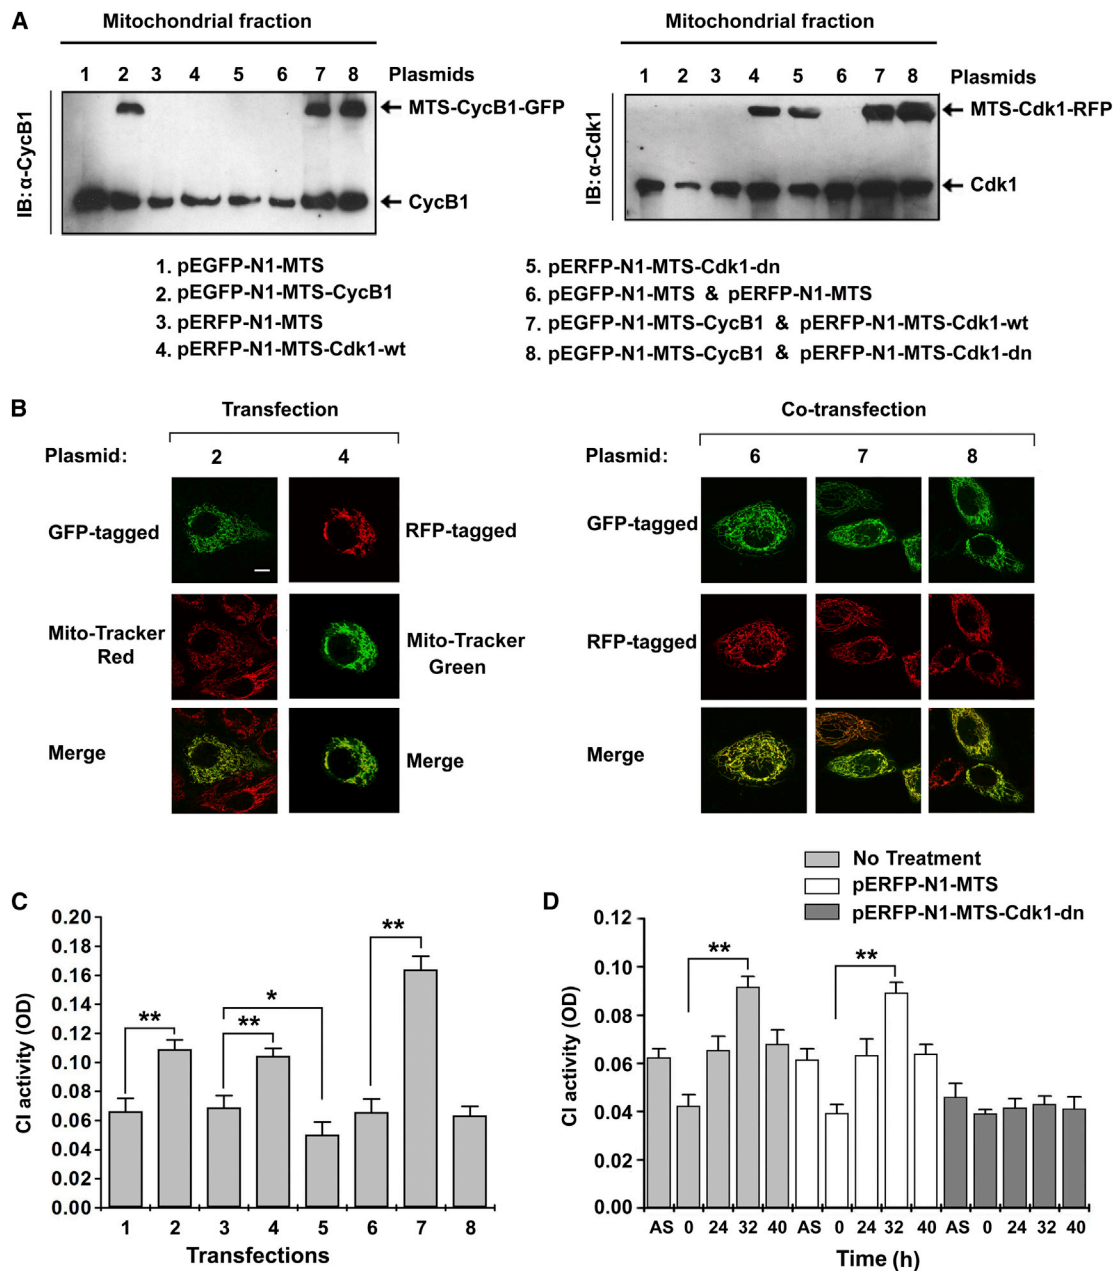 A
Mitochondrial fraction
1 2 3 4 5 6 7 8 Plasmids
IB: α-CycB1
MTS-CycB1-GFP
CycB1
Mitochondrial fraction
1 2 3 4 5 6 7 8 Plasmids
IB: α-Cdk1
MTS-Cdk1-RFP
Cdk1
1. pEGFP-N1-MTS
2. pEGFP-N1-MTS-CycB1
3. pERFP-N1-MTS
4. pERFP-N1-MTS-Cdk1-wt
5. pERFP-N1-MTS-Cdk1-dn
6. pEGFP-N1-MTS & pERFP-N1-MTS
7. pEGFP-N1-MTS-CycB1 & pERFP-N1-MTS-Cdk1-wt
8. pEGFP-N1-MTS-CycB1 & pERFP-N1-MTS-Cdk1-dn
B
Transfection
Plasmid: 2 4
GFP-tagged
RFP-tagged
Mito-Tracker
Red
Mito-Tracker
Green
Merge
Merge
Co-transfection
Plasmid: 6 7 8
GFP-tagged
RFP-tagged
Merge
C
CI activity (OD)
0.20
0.18
0.16
0.14
0.12
0.10
0.08
0.06
0.04
0.02
0.00
**
**
*
**
1 2 3 4 5 6 7 8
Transfections
No Treatment
pERFP-N1-MTS
pERFP-N1-MTS-Cdk1-dn
D
CI activity (OD)
0.12
0.10
0.08
0.06
0.04
0.02
0.00
**
**
AS 0 24 32 40 AS 0 24 32 40 AS 0 24 32 40
Time (h)